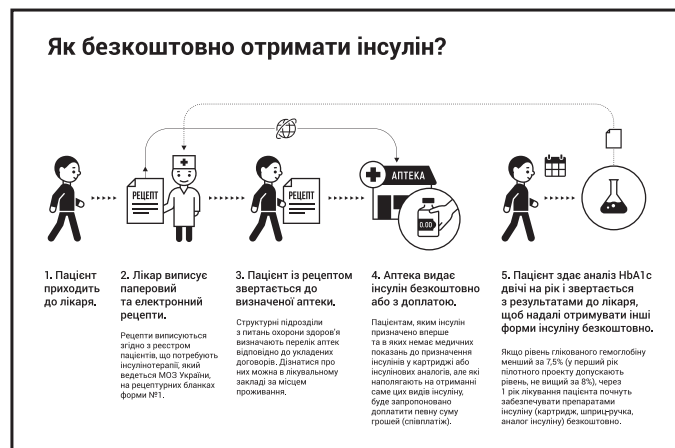 Як безкоштовно отримати інсулін?
РЕЦЕПТ
РЕЦЕПТ
АПТЕКА
0.00
1. Пацієнт
приходить
до лікаря.
2. Лікар виписує
паперовий
та електронний
рецепти.
Рецепти виписуються
згідно з реєстром
пацієнтів, що потребують
інсулінотерапії, який
ведеться МОЗ України,
на рецептурних бланках
форми №1.
3. Пацієнт із рецептом
звертається до
визначеної аптеки.
Структурні підрозділи
з питань охорони здоров'я
визначають перелік аптек
відповідно до укладених
договорів. Дізнатися про
них можна в лікувальному
закладі за місцем
проживання.
4. Аптека видає
інсулін безкоштовно
або з доплатою.
Пацієнтам, яким інсулін
призначено вперше
та в яких немає медичних
показань до призначення
інсулінів у картриджі або
інсулінових аналогів, але які
наполягають на отриманні
саме цих видів інсуліну,
буде запропоновано
доплатити певну суму
грошей (співплатіж).
5. Пацієнт здає аналіз HbA1c
двічі на рік і звертається
з результатами до лікаря,
щоб надалі отримувати інші
форми інсуліну безкоштовно.
Якщо рівень глікованого гемоглобіну
менший за 7,5% (у перший рік
пілотного проекту допускають
рівень, не вищий за 8%), через
1 рік лікування пацієнта почнуть
забезпечувати препаратами
інсуліну (картридж, шприц-ручка,
аналог інсуліну) безкоштовно.